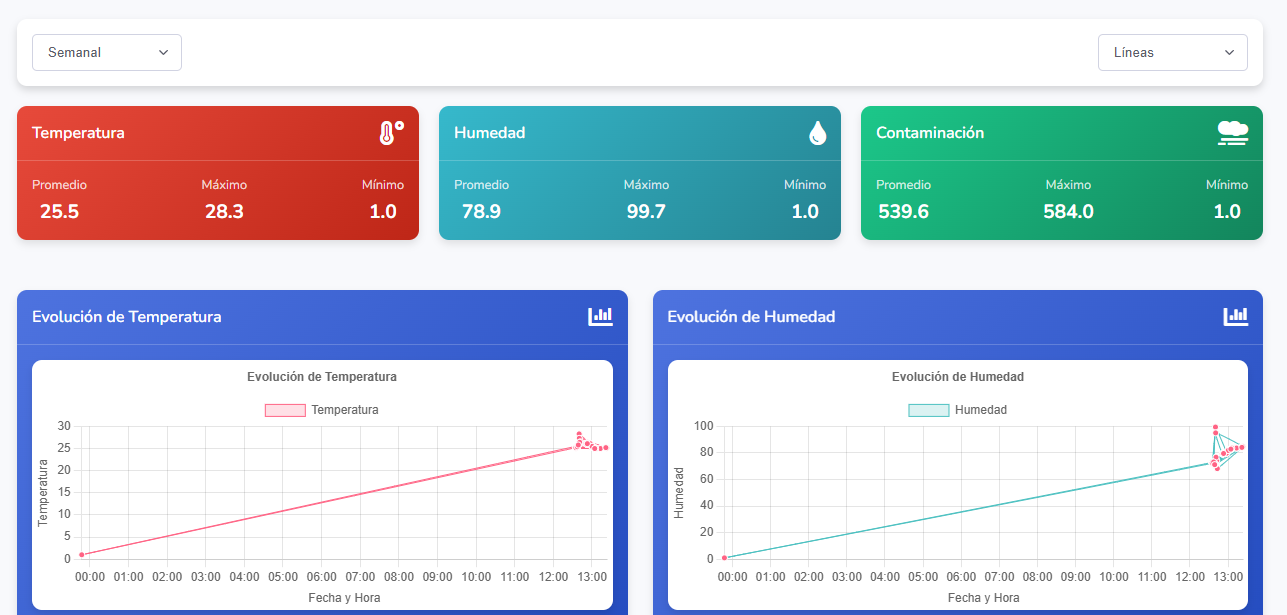 Semanal
Líneas
Temperatura
Promedio Máximo Mínimo
25.5 28.3 1.0
Humedad
Promedio Máximo Mínimo
78.9 99.7 1.0
Contaminación
Promedio Máximo Mínimo
539.6 584.0 1.0
Evolución de Temperatura
Evolución de Temperatura
Temperatura
30
25
20
15
10
5
0
Temperatura
00:00 01:00 02:00 03:00 04:00 05:00 06:00 07:00 08:00 09:00 10:00 11:00 12:00 13:00
Fecha y Hora
Evolución de Humedad
Evolución de Humedad
Humedad
100
80
60
40
20
0
Humedad
00:00 01:00 02:00 03:00 04:00 05:00 06:00 07:00 08:00 09:00 10:00 11:00 12:00 13:00
Fecha y Hora